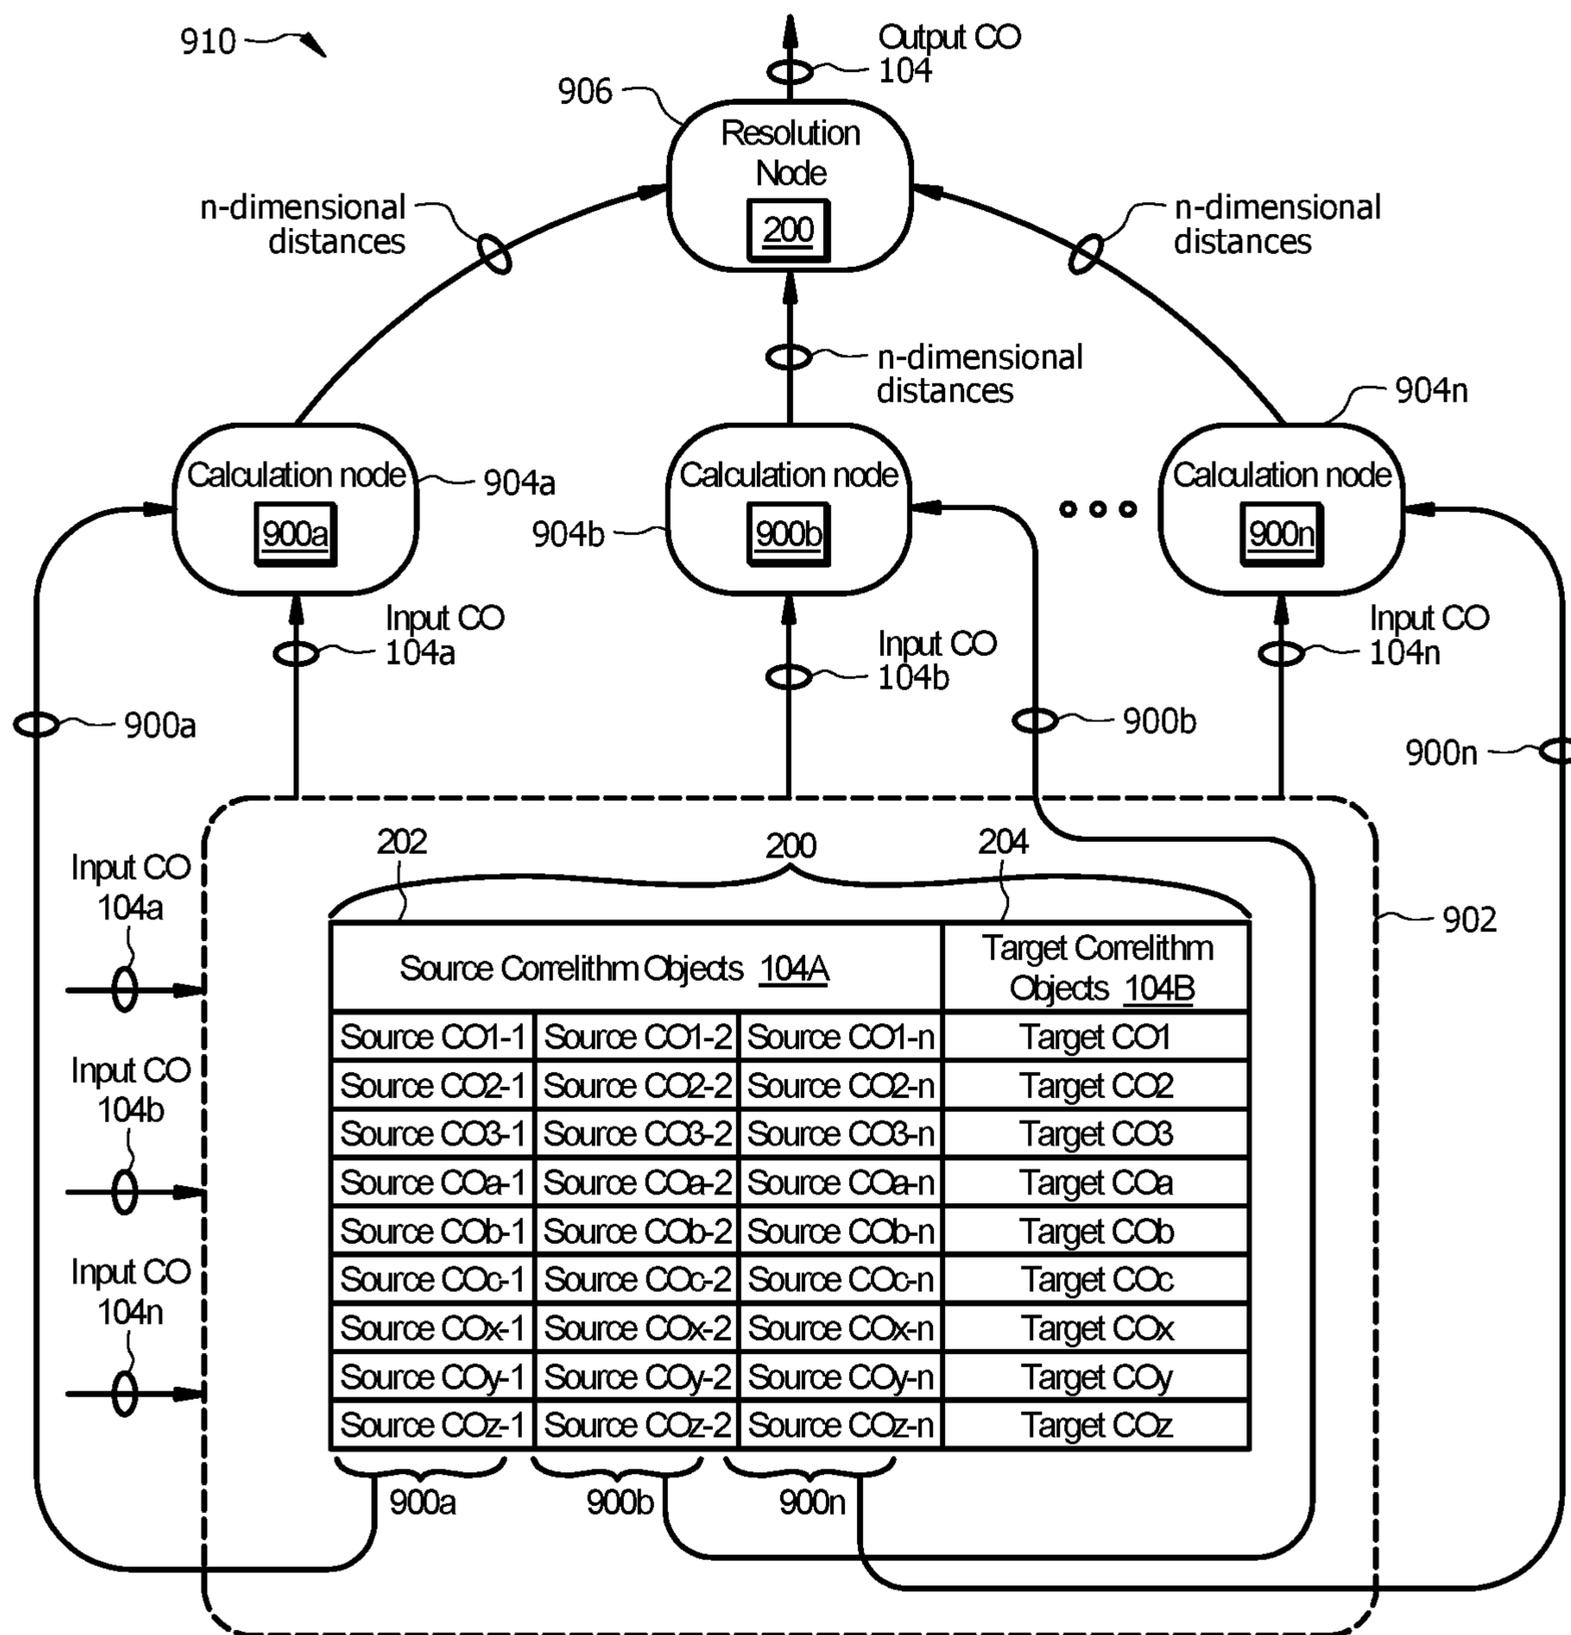 910
Output CO
104
906
Resolution
Node
200
n-dimensional
distances
n-dimensional
distances
n-dimensional
distances
904n
Calculation node
900a
904a
Calculation node
900b
904b
Calculation node
900n
Input CO
104a
Input CO
104b
Input CO
104n
900a
900b
900n
202
200
204
902
Input CO
104a
Input CO
104b
Input CO
104n
Source Correlithm Objects 104A
Target Correlithm
Objects 104B
Source CO1-1 Source CO1-2 Source CO1-n Target CO1
Source CO2-1 Source CO2-2 Source CO2-n Target CO2
Source CO3-1 Source CO3-2 Source CO3-n Target CO3
Source COa-1 Source COa-2 Source COa-n Target COa
Source COb-1 Source COb-2 Source COb-n Target COb
Source COc-1 Source COc-2 Source COc-n Target COc
Source COx-1 Source COx-2 Source COx-n Target COx
Source COy-1 Source COy-2 Source COy-n Target COy
Source COz-1 Source COz-2 Source COz-n Target COz
900a
900b
900n